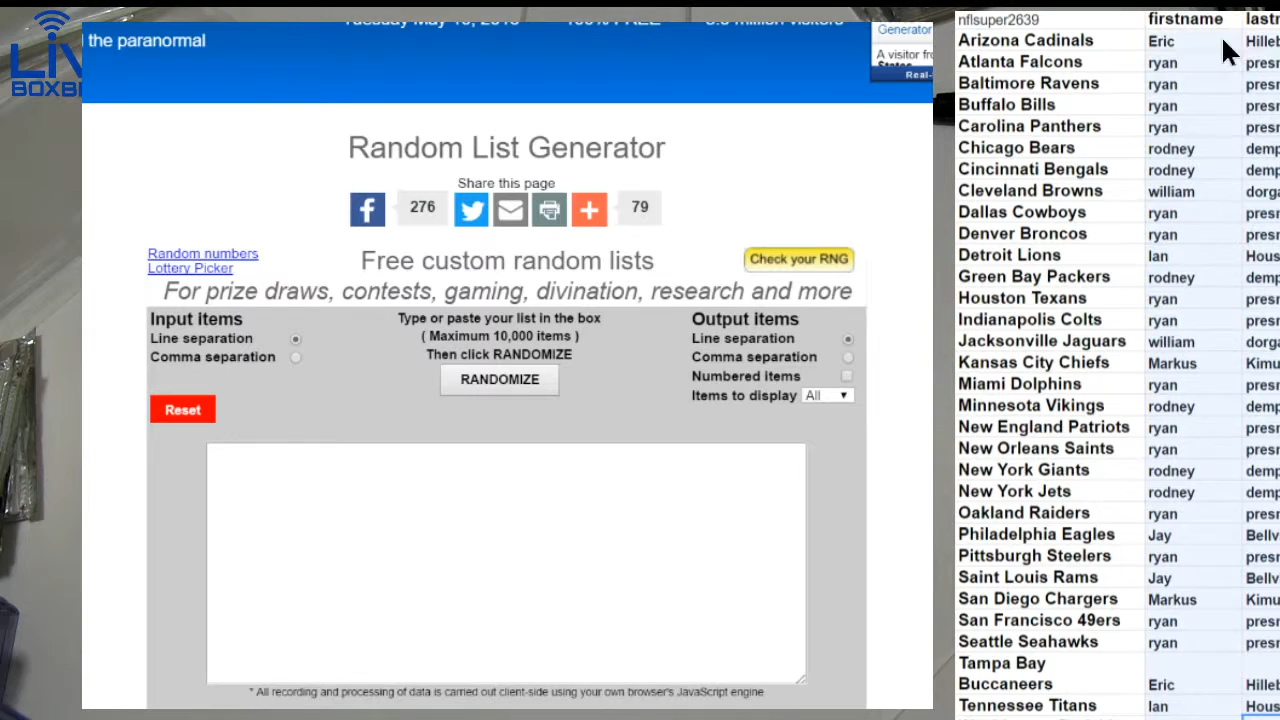 the paranormal
Generator
A visitor
Random List Generator
Share this page
276
79
Random numbers
Lottery Picker
Free custom random lists
Check your RNG
For prize draws, contests, gaming, divination, research and more
Input items
Line separation
Comma separation
Type or paste your list in the box
( Maximum 10,000 items )
Then click RANDOMIZE
RANDOMIZE
Output items
Line separation
Comma separation
Numbered items
Items to display All
Reset
* All recording and processing of data is carried out client-side using your own browser's JavaScript engine
nflsuper2639 firstname
Arizona Cadinals Eric
Atlanta Falcons ryan
Baltimore Ravens ryan
Buffalo Bills ryan
Carolina Panthers ryan
Chicago Bears rodney
Cincinnati Bengals rodney
Cleveland Browns william
Dallas Cowboys ryan
Denver Broncos ryan
Detroit Lions Ian
Green Bay Packers rodney
Houston Texans ryan
Indianapolis Colts ryan
Jacksonville Jaguars william
Kansas City Chiefs Markus
Miami Dolphins ryan
Minnesota Vikings rodney
New England Patriots ryan
New Orleans Saints ryan
New York Giants rodney
New York Jets rodney
Oakland Raiders ryan
Philadelphia Eagles Jay
Pittsburgh Steelers ryan
Saint Louis Rams Jay
San Diego Chargers Markus
San Francisco 49ers ryan
Seattle Seahawks ryan
Tampa Bay
Buccaneers Eric
Tennessee Titans Ian